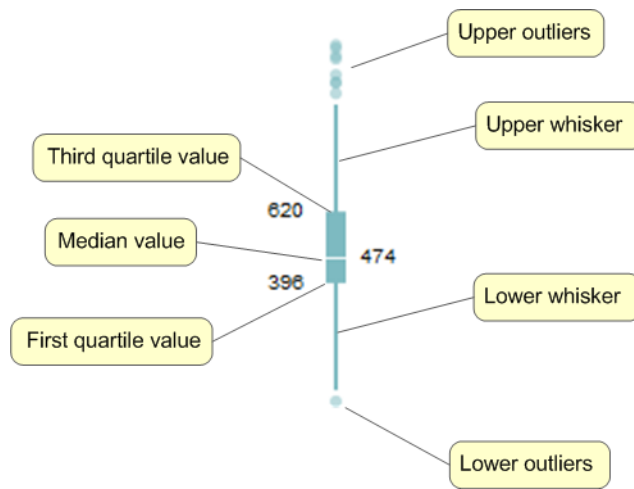 Upper outliers
Upper whisker
Third quartile value
620
Median value
474
396
Lower whisker
First quartile value
Lower outliers